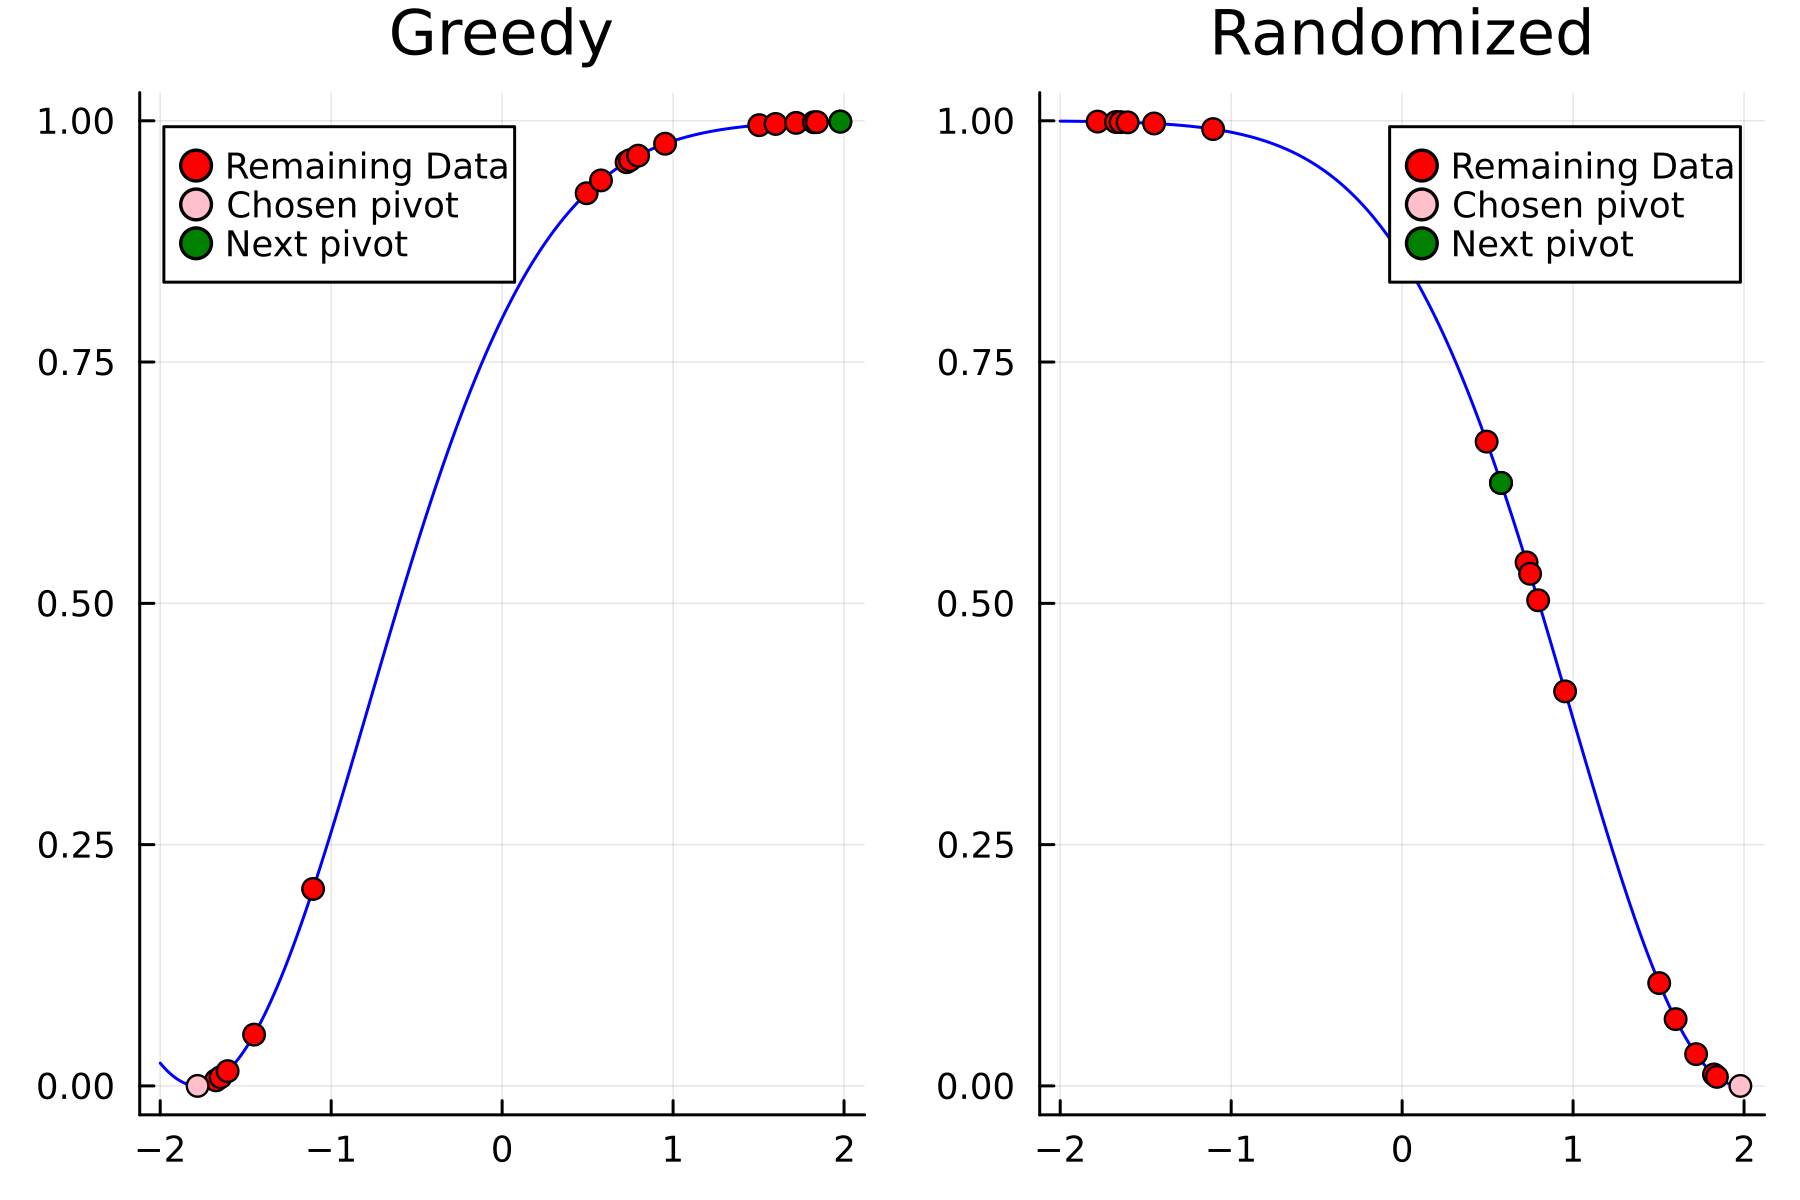 Greedy
1.00
0.75
0.50
0.25
0.00
−2 −1 0 1 2
Remaining Data
Chosen pivot
Next pivot
Randomized
1.00
0.75
0.50
0.25
0.00
−2 −1 0 1 2
Remaining Data
Chosen pivot
Next pivot